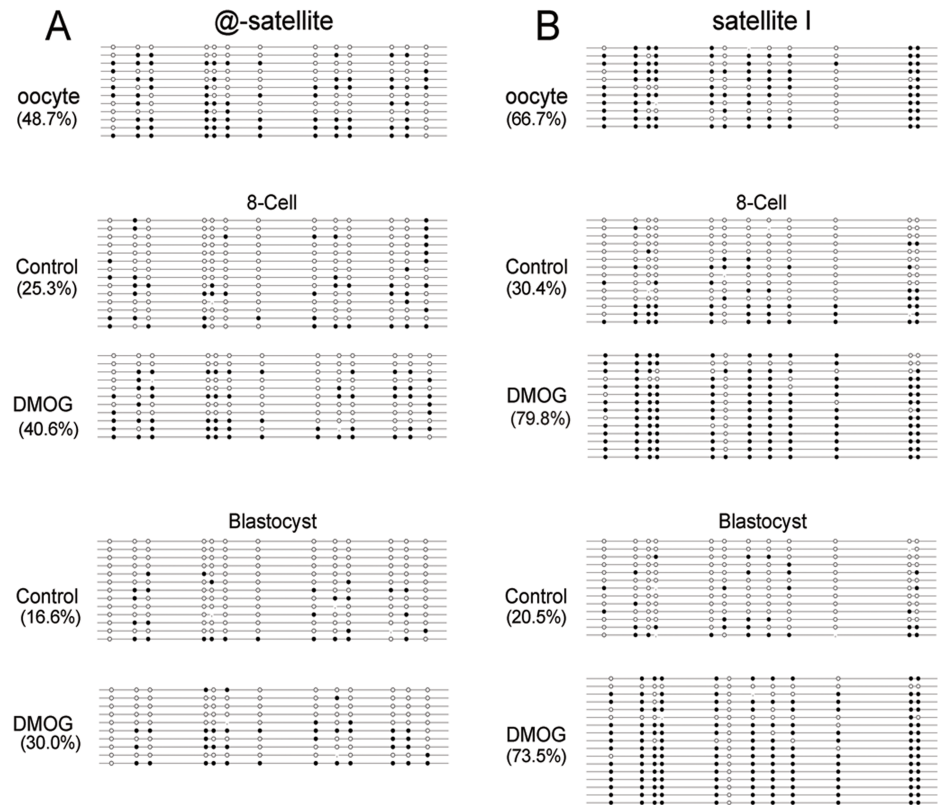 A
@-satellite
oocyte
(48.7%)
8-Cell
Control
(25.3%)
DMOG
(40.6%)
Blastocyst
Control
(16.6%)
DMOG
(30.0%)
B
satellite I
oocyte
(66.7%)
8-Cell
Control
(30.4%)
DMOG
(79.8%)
Blastocyst
Control
(20.5%)
DMOG
(73.5%)